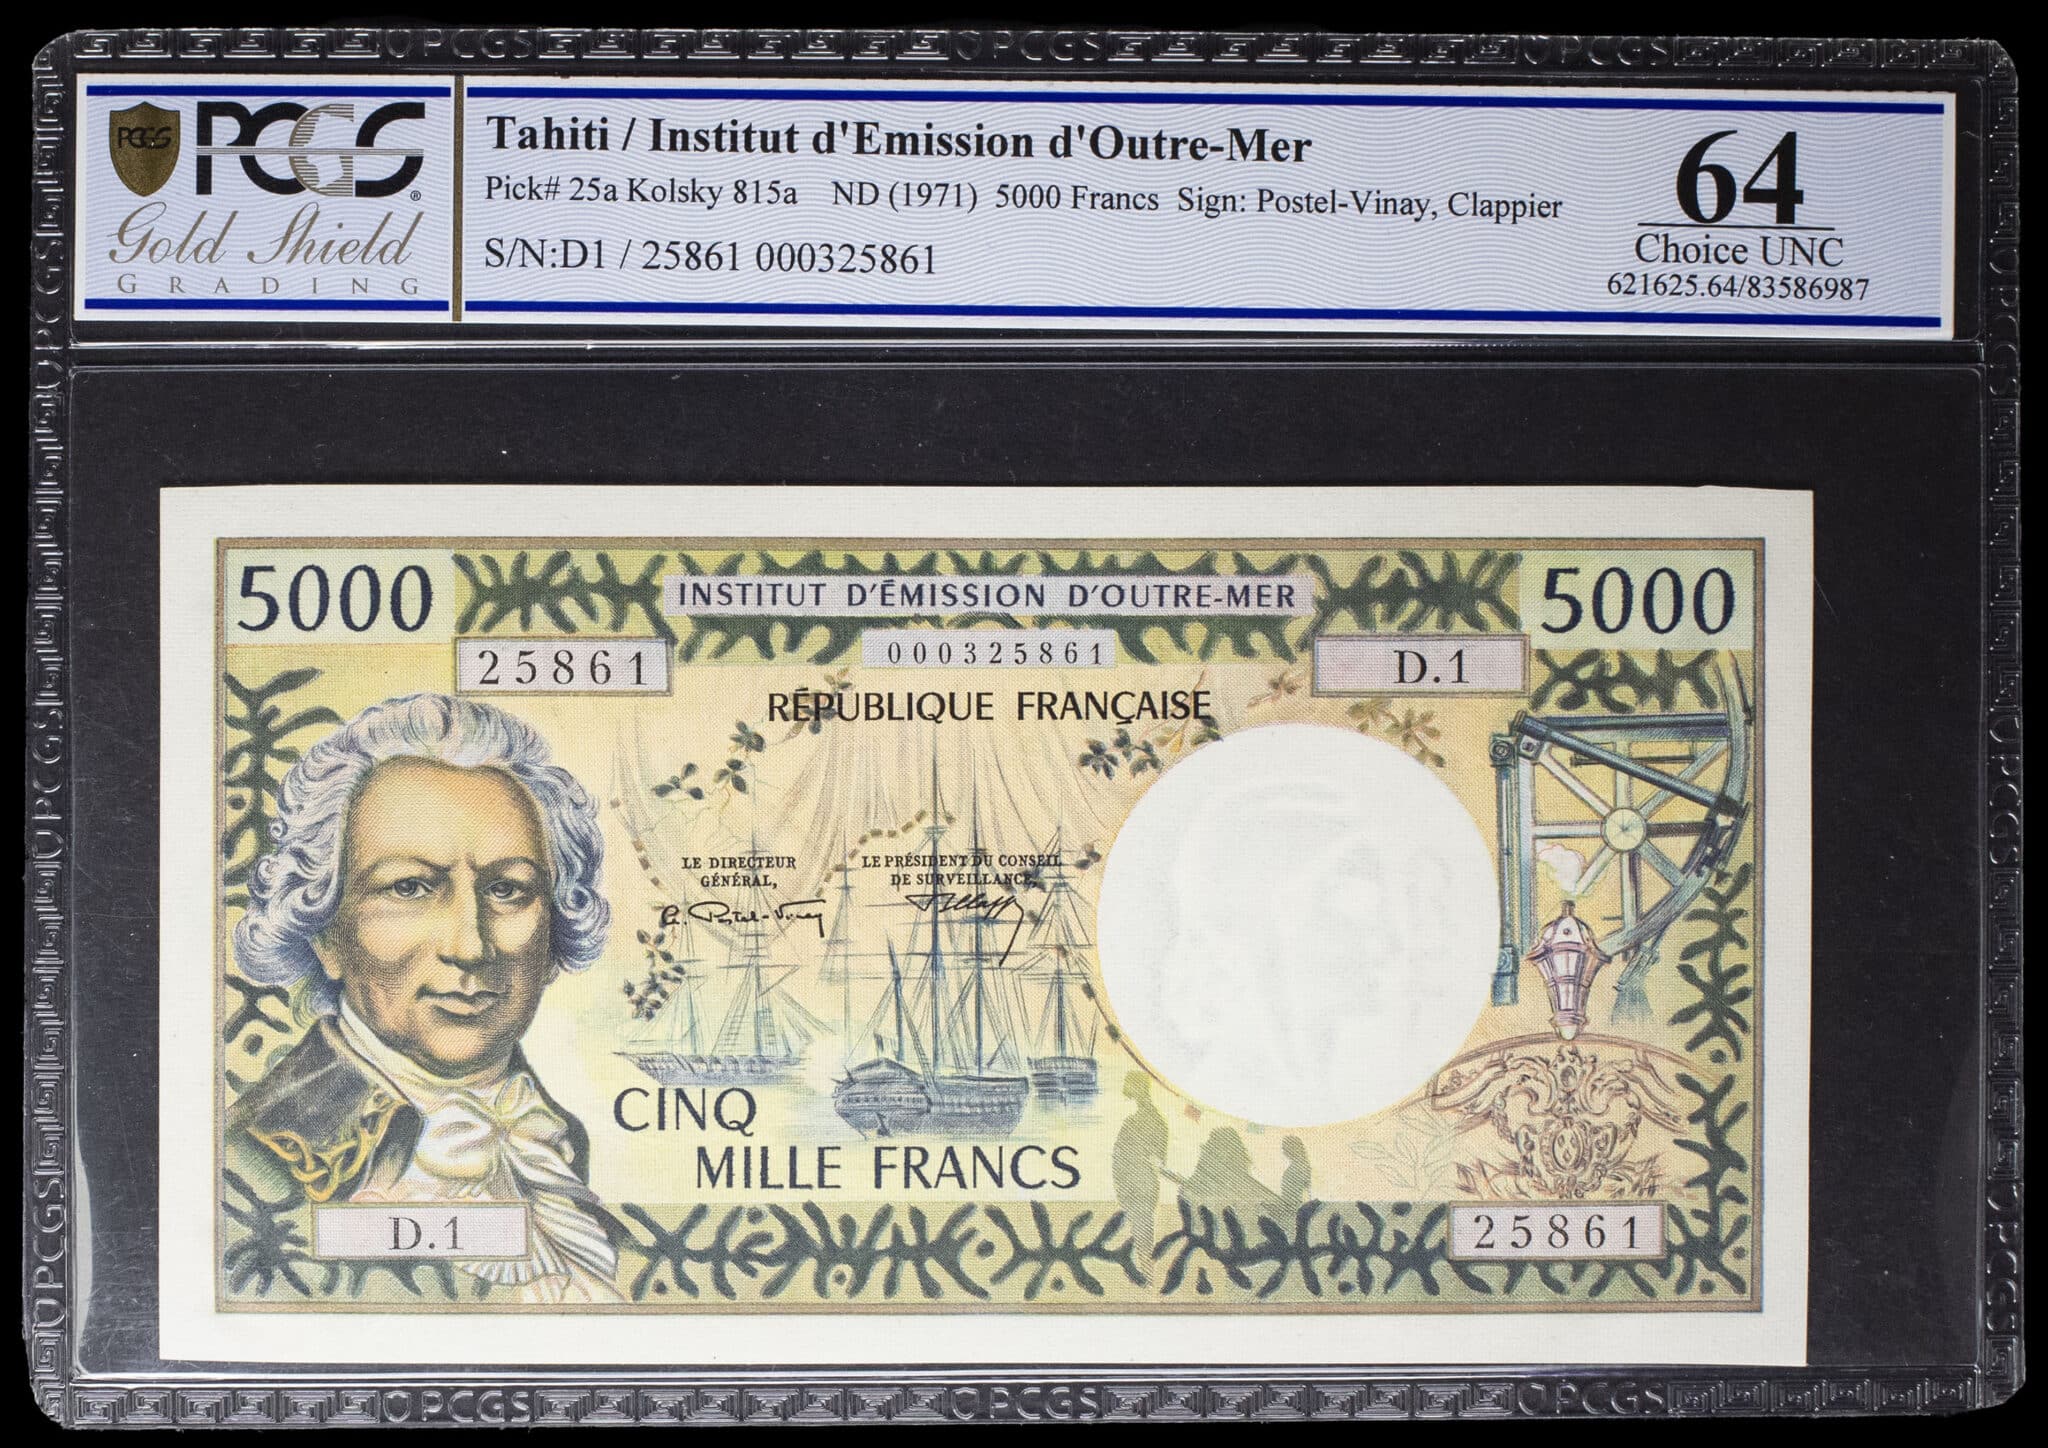 PCGS
PCGS®
Gold Shield
GRADING
Tahiti / Institut d'Emission d'Outre-Mer
Pick# 25a Kolsky 815a ND (1971) 5000 Francs Sign: Postel-Vinay, Clappier
S/N:D1 / 25861 000325861
64
Choice UNC
621625.64/83586987
5000
INSTITUT D'ÉMISSION D'OUTRE-MER
5000
25861
000325861
D.1
RÉPUBLIQUE FRANÇAISE
LE DIRECTEUR
GÉNÉRAL,
LE PRÉSIDENT DU CONSEIL
DE SURVEILLANCE,
CINQ
MILLE FRANCS
D.1
25861